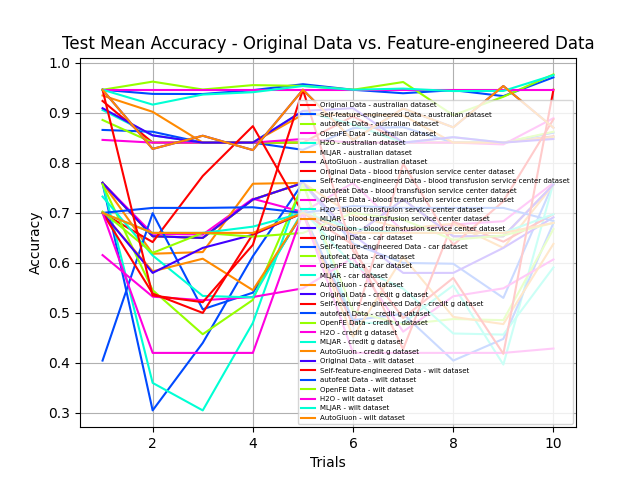 Test Mean Accuracy - Original Data vs. Feature-engineered Data
1.0
0.9
0.8
0.7
0.6
0.5
0.4
0.3
Accuracy
2
4
6
8
10
Trials
Original Data - australian dataset
Self-feature-engineered Data - australian dataset
autofeat Data - australian dataset
OpenFE Data - australian dataset
H2O - australian dataset
MLJAR - australian dataset
AutoGluon - australian dataset
Original Data - blood transfusion service center dataset
Self-feature-engineered Data - blood transfusion service center dataset
autofeat Data - blood transfusion service center dataset
OpenFE Data - blood transfusion service center dataset
H2O - blood transfusion service center dataset
MLJAR - blood transfusion service center dataset
AutoGluon - blood transfusion service center dataset
Original Data - car dataset
Self-feature-engineered Data - car dataset
autofeat Data - car dataset
OpenFE Data - car dataset
H2O - car dataset
MLJAR - car dataset
AutoGluon - car dataset
Original Data - credit g dataset
Self-feature-engineered Data - credit g dataset
autofeat Data - credit g dataset
OpenFE Data - credit g dataset
H2O - credit g dataset
MLJAR - credit g dataset
AutoGluon - credit g dataset
Original Data - wilt dataset
Self-feature-engineered Data - wilt dataset
autofeat Data - wilt dataset
OpenFE Data - wilt dataset
H2O - wilt dataset
MLJAR - wilt dataset
AutoGluon - wilt dataset